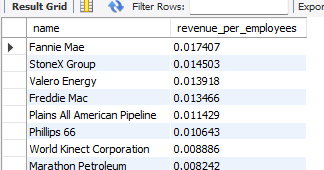 Result Grid Filter Rows: Expor
name revenue_per_employees
Fannie Mae 0.017407
StoneX Group 0.014503
Valero Energy 0.013918
Freddie Mac 0.013466
Plains All American Pipeline 0.011429
Phillips 66 0.010643
World Kinect Corporation 0.008886
Marathon Petroleum 0.008242